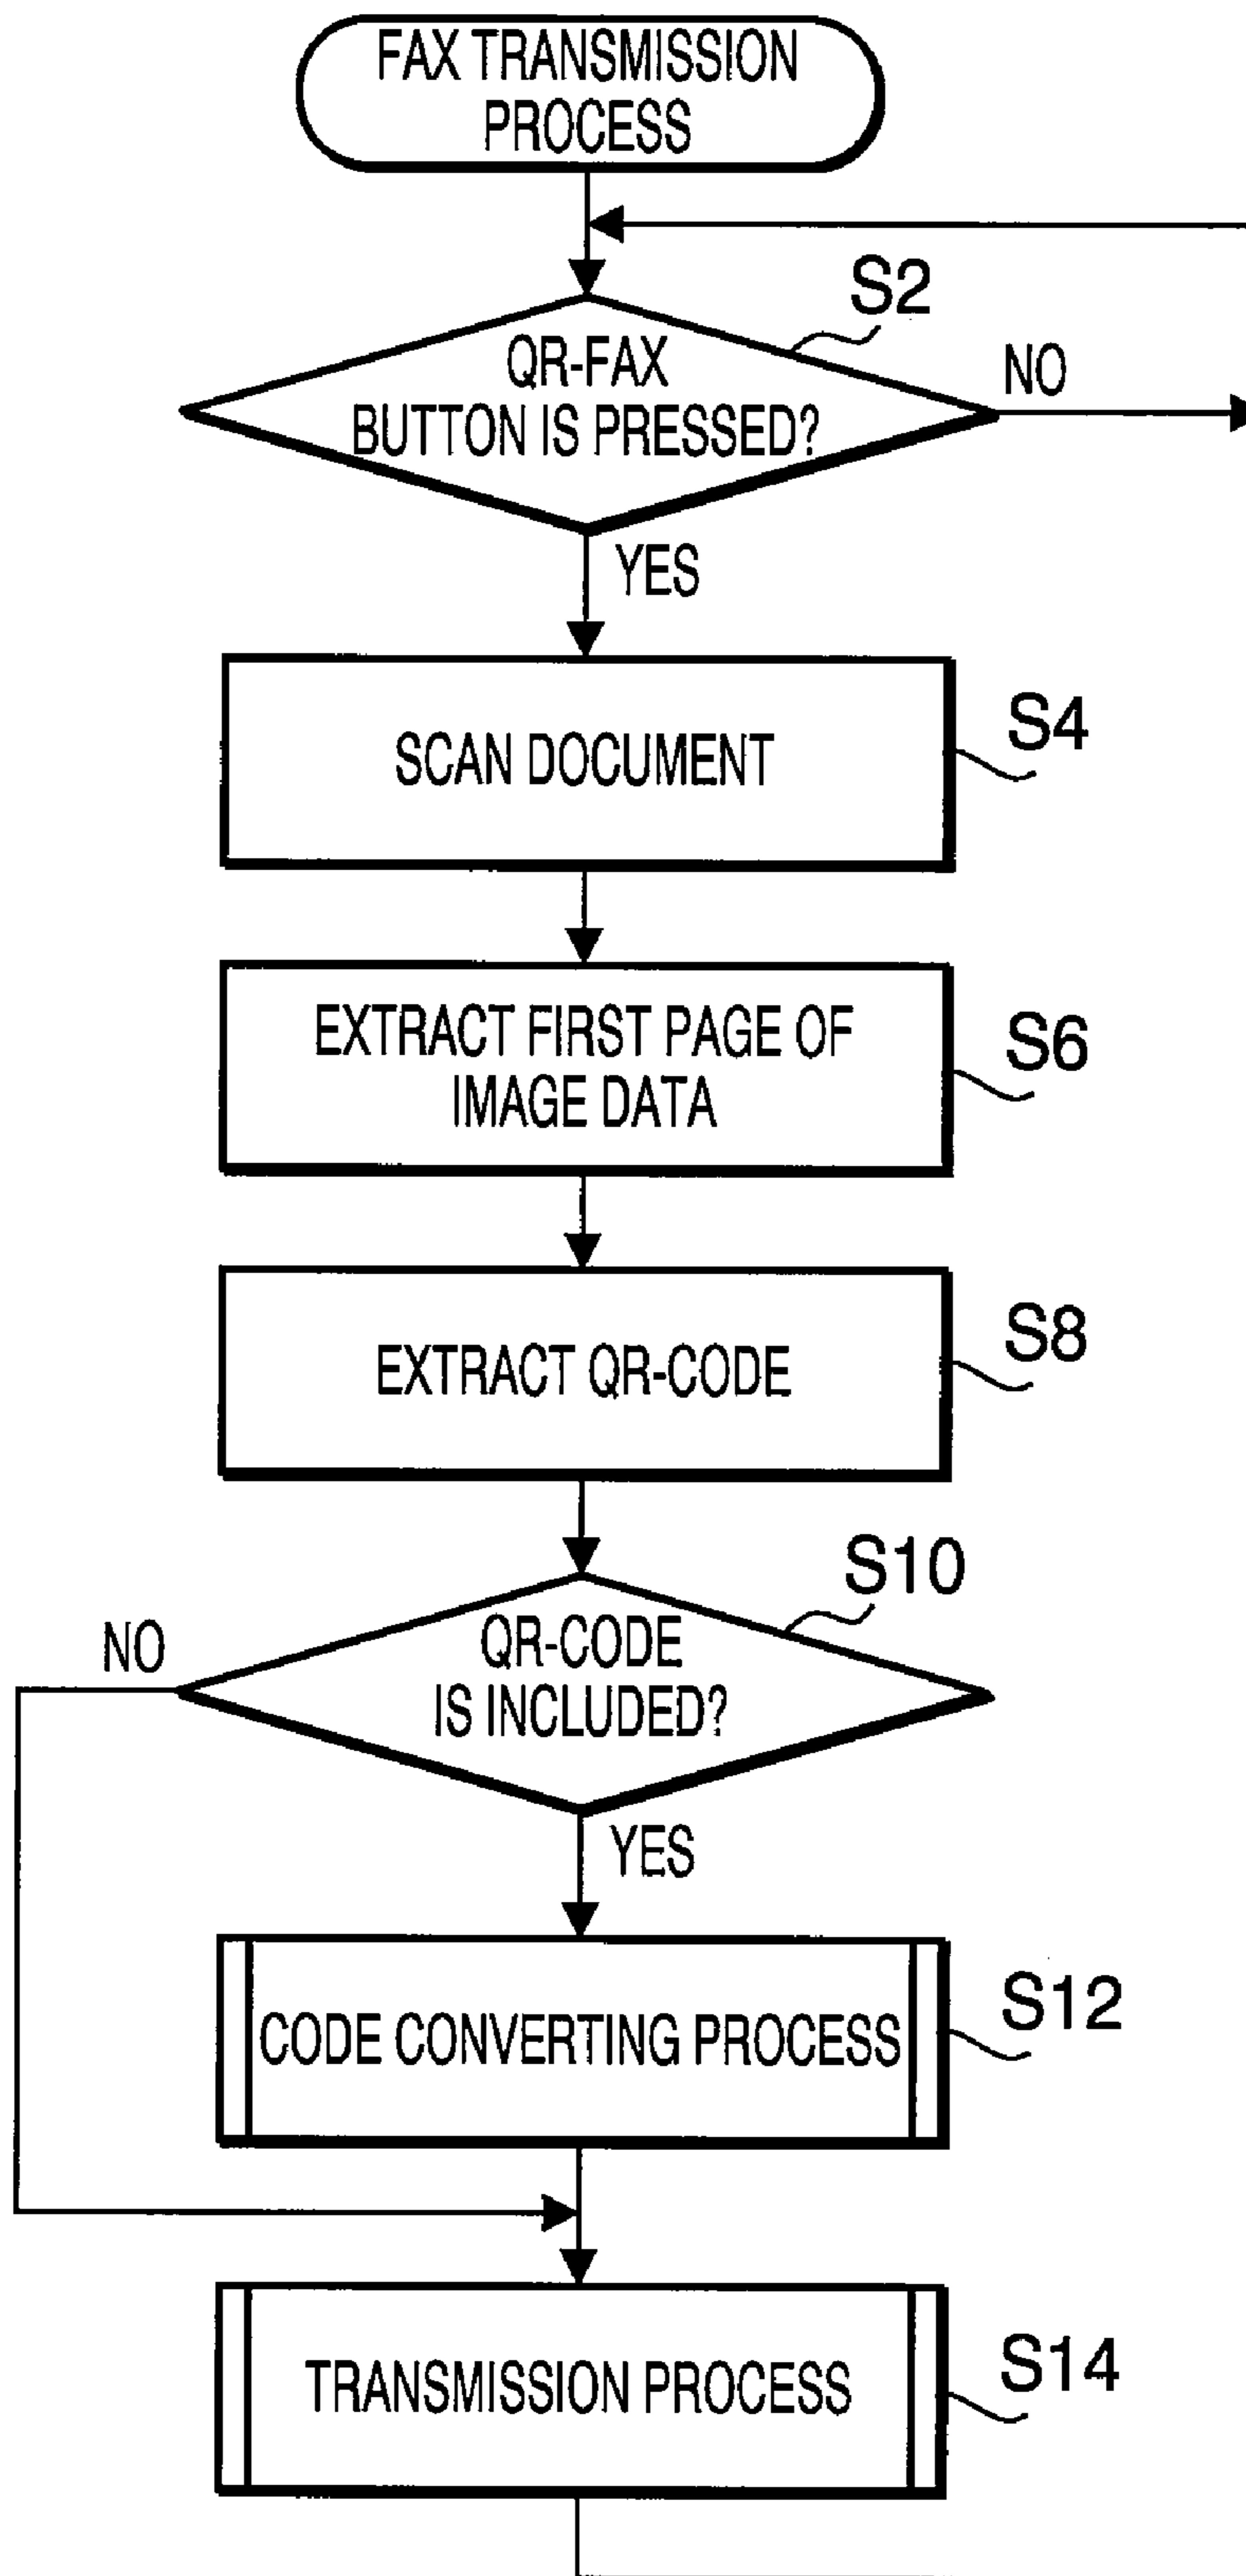 FAX TRANSMISSION
PROCESS
S2
QR-FAX
BUTTON IS PRESSED?
NO
YES
SCAN DOCUMENT
S4
EXTRACT FIRST PAGE OF
IMAGE DATA
S6
EXTRACT QR-CODE
S8
S10
QR-CODE
IS INCLUDED?
NO
YES
CODE CONVERTING PROCESS
S12
TRANSMISSION PROCESS
S14